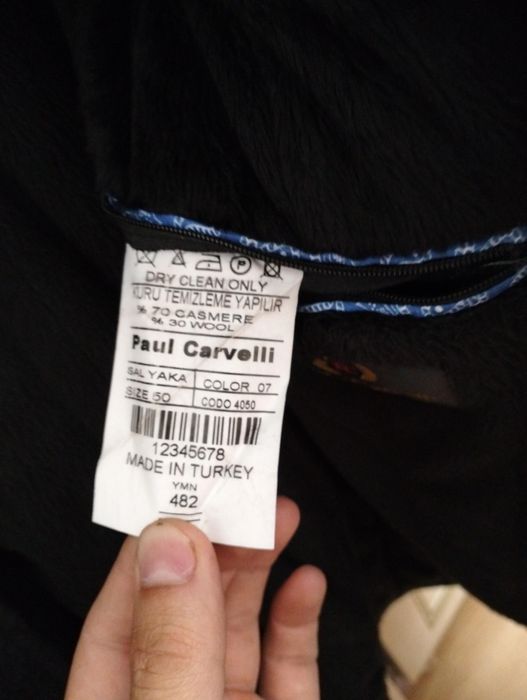 DRY CLEAN ONLY
KURU TEMIZLEME YAPILIR
% 70 CASMERE
% 30 WOOL
Paul Carvelli
SAL YAKA COLOR 07
SIZE 50 CODO 4050
12345678
MADE IN TURKEY
YMN
482